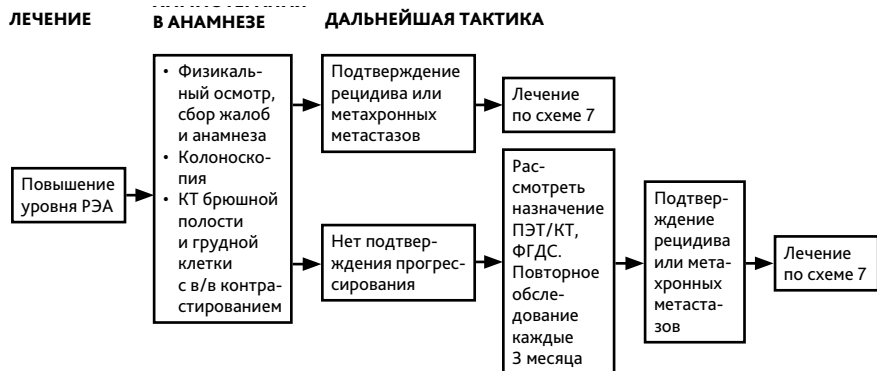 ЛЕЧЕНИЕ
В АНАМНЕЗЕ
ДАЛЬНЕЙШАЯ ТАКТИКА
Повышение
уровня РЭА
• Физикаль-
ный осмотр,
сбор жалоб
и анамнеза
• Колоноско-
пия
• КТ брюшной
полости
и грудной
клетки
с в/в контра-
стированием
Подтверждение
рецидива или
метахронных
метастазов
Лечение
по схеме 7
Нет подтвер-
ждения прогрес-
сирования
Рас-
смотреть
назначение
ПЭТ/КТ,
ФГДС.
Повторное
обсле-
дование
каждые
3 месяца
Подтвер-
ждение
рецидива
или мета-
хронных
метаста-
зов
Лечение
по схеме 7